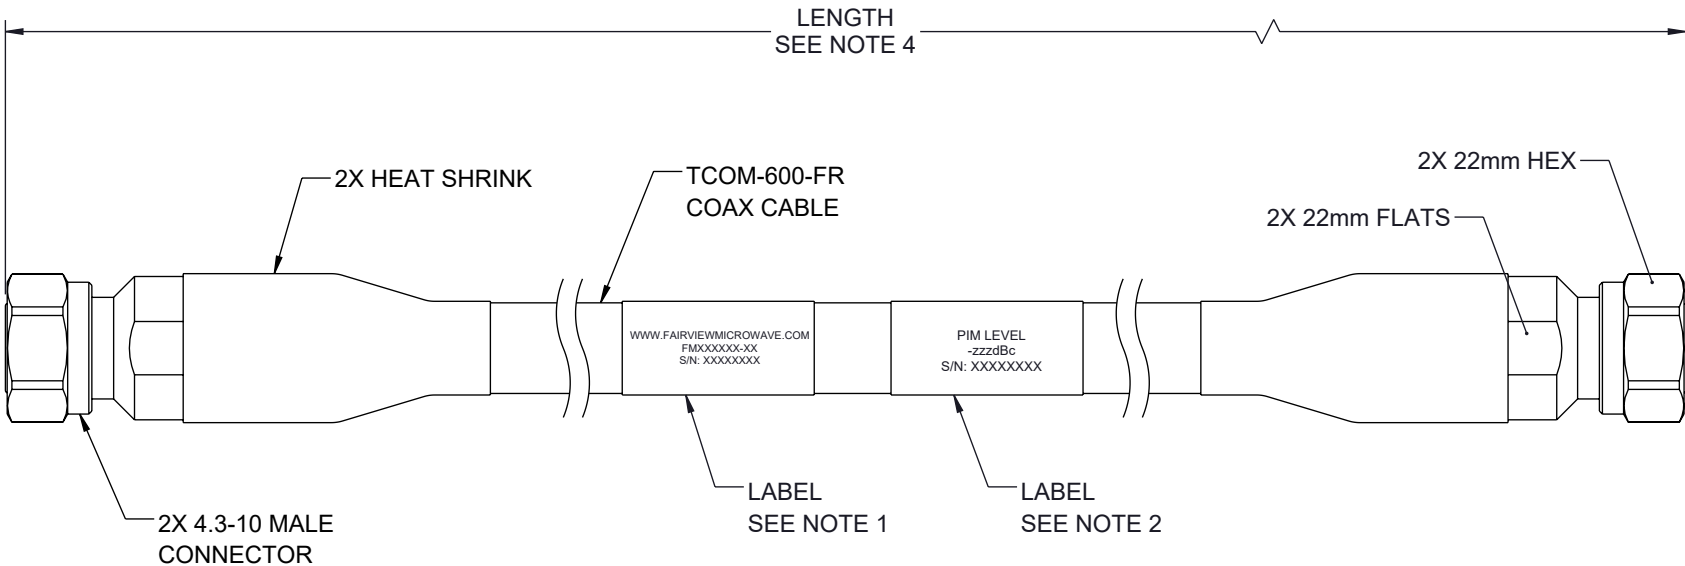 LENGTH
SEE NOTE 4
2X HEAT SHRINK
TCOM-600-FR
COAX CABLE
2X 22mm HEX
2X 22mm FLATS
WWW.FAIRVIEWMICROWAVE.COM
FMXXXXXX-XX
S/N: XXXXXXXX
PIM LEVEL
-zzzdBc
S/N: XXXXXXXX
LABEL
SEE NOTE 1
LABEL
SEE NOTE 2
2X 4.3-10 MALE
CONNECTOR